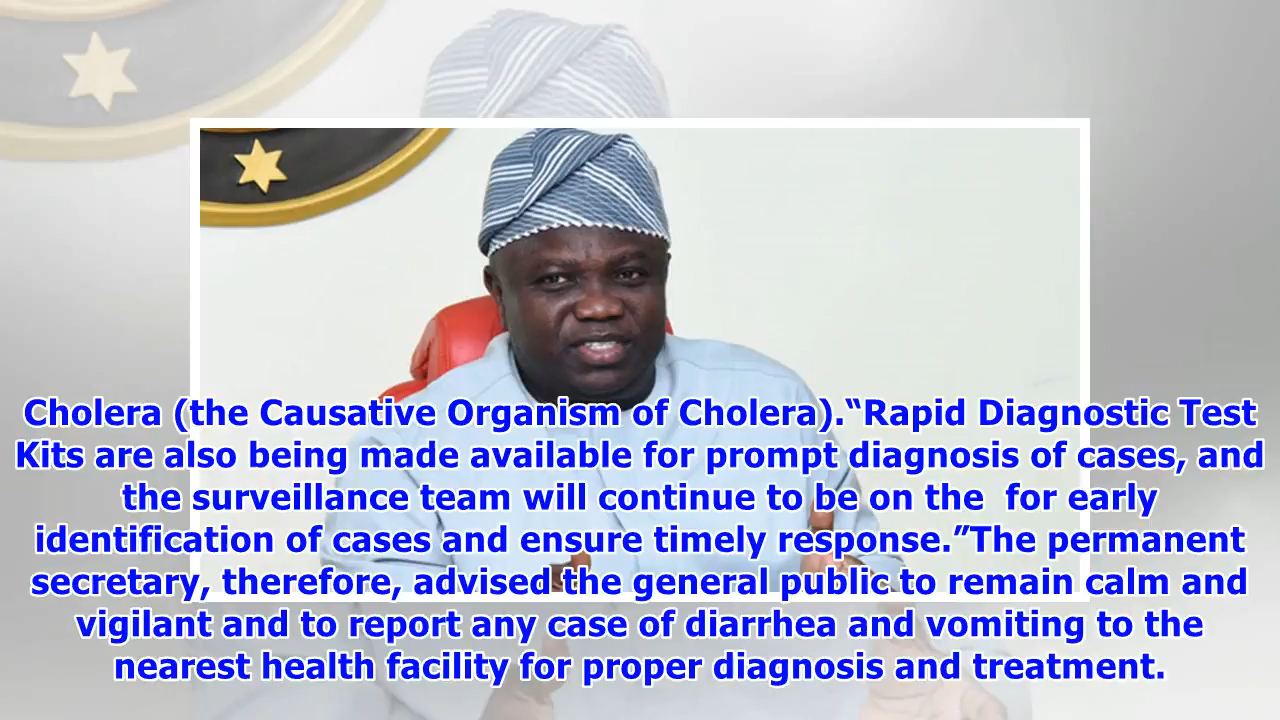 Cholera (the Causative Organism of Cholera).“Rapid Diagnostic Test
Kits are also being made available for prompt diagnosis of cases, and
the surveillance team will continue to be on the  for early
identification of cases and ensure timely response.”The permanent
secretary, therefore, advised the general public to remain calm and
vigilant and to report any case of diarrhea and vomiting to the
nearest health facility for proper diagnosis and treatment.